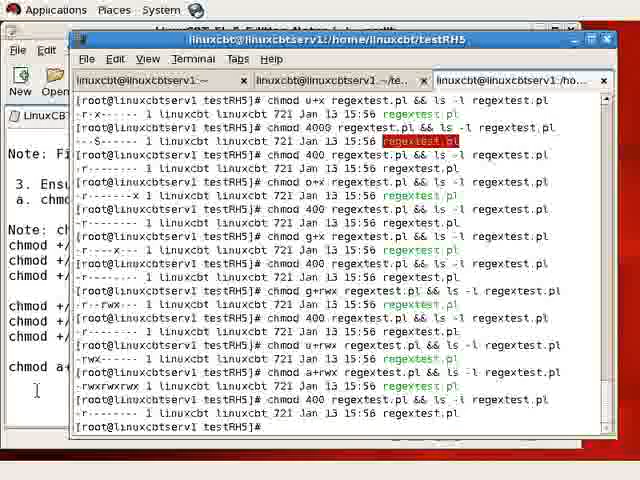 Applications Places System
linuxcbt@linuxcbtserv1:/home/linuxcbt/testRH5
File Edit
File Edit View Terminal Tabs Help
New Open
linuxcbt@linuxcbtserv1:~
linuxcbt@linuxcbtserv1:~/te...
linuxcbt@linuxcbtserv1:/ho...
LinuxCB
Note: Fi
3. Ensu
a. chmo
Note: ch
chmod +/
chmod +/
chmod +/
chmod +/
chmod +/
chmod +/
chmod a+
[root@linuxcbtserv1 testRH5]# chmod u+x regextest.pl && ls -l regextest.pl
-r-x------ 1 linuxcbt linuxcbt 721 Jan 13 15:56 regextest.pl
[root@linuxcbtserv1 testRH5]# chmod 4000 regextest.pl && ls -l regextest.pl
---S------ 1 linuxcbt linuxcbt 721 Jan 13 15:56 regextest.pl
[root@linuxcbtserv1 testRH5]# chmod 400 regextest.pl && ls -l regextest.pl
-r-------- 1 linuxcbt linuxcbt 721 Jan 13 15:56 regextest.pl
[root@linuxcbtserv1 testRH5]# chmod o+x regextest.pl && ls -l regextest.pl
-r-------x 1 linuxcbt linuxcbt 721 Jan 13 15:56 regextest.pl
[root@linuxcbtserv1 testRH5]# chmod 400 regextest.pl && ls -l regextest.pl
-r-------- 1 linuxcbt linuxcbt 721 Jan 13 15:56 regextest.pl
[root@linuxcbtserv1 testRH5]# chmod g+x regextest.pl && ls -l regextest.pl
-r----x--- 1 linuxcbt linuxcbt 721 Jan 13 15:56 regextest.pl
[root@linuxcbtserv1 testRH5]# chmod 400 regextest.pl && ls -l regextest.pl
-r-------- 1 linuxcbt linuxcbt 721 Jan 13 15:56 regextest.pl
[root@linuxcbtserv1 testRH5]# chmod g+rwx regextest.pl && ls -l regextest.pl
-r--rwx--- 1 linuxcbt linuxcbt 721 Jan 13 15:56 regextest.pl
[root@linuxcbtserv1 testRH5]# chmod 400 regextest.pl && ls -l regextest.pl
-r-------- 1 linuxcbt linuxcbt 721 Jan 13 15:56 regextest.pl
[root@linuxcbtserv1 testRH5]# chmod u+rwx regextest.pl && ls -l regextest.pl
-rwx------ 1 linuxcbt linuxcbt 721 Jan 13 15:56 regextest.pl
[root@linuxcbtserv1 testRH5]# chmod a+rwx regextest.pl && ls -l regextest.pl
-rwxrwxrwx 1 linuxcbt linuxcbt 721 Jan 13 15:56 regextest.pl
[root@linuxcbtserv1 testRH5]# chmod 400 regextest.pl && ls -l regextest.pl
-r-------- 1 linuxcbt linuxcbt 721 Jan 13 15:56 regextest.pl
[root@linuxcbtserv1 testRH5]#